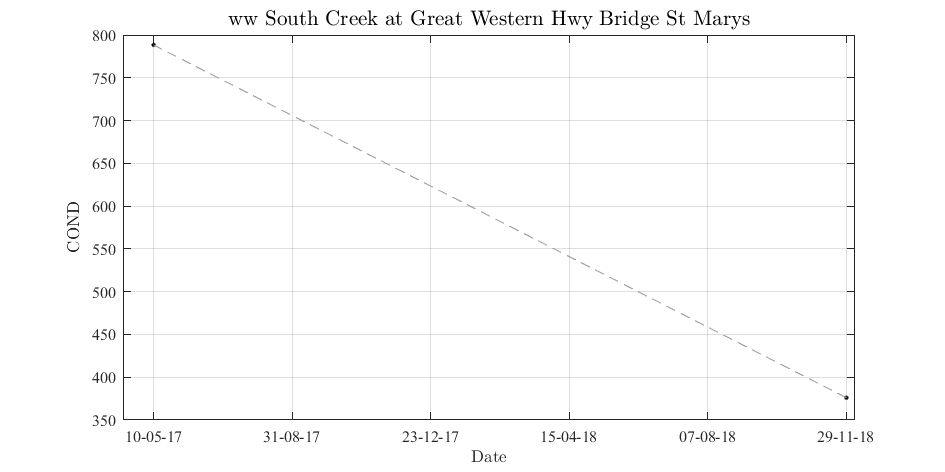 ww South Creek at Great Western Hwy Bridge St Marys
800
750
700
650
600
550
500
450
400
350
COND
10-05-17 31-08-17 23-12-17 15-04-18 07-08-18 29-11-18
Date